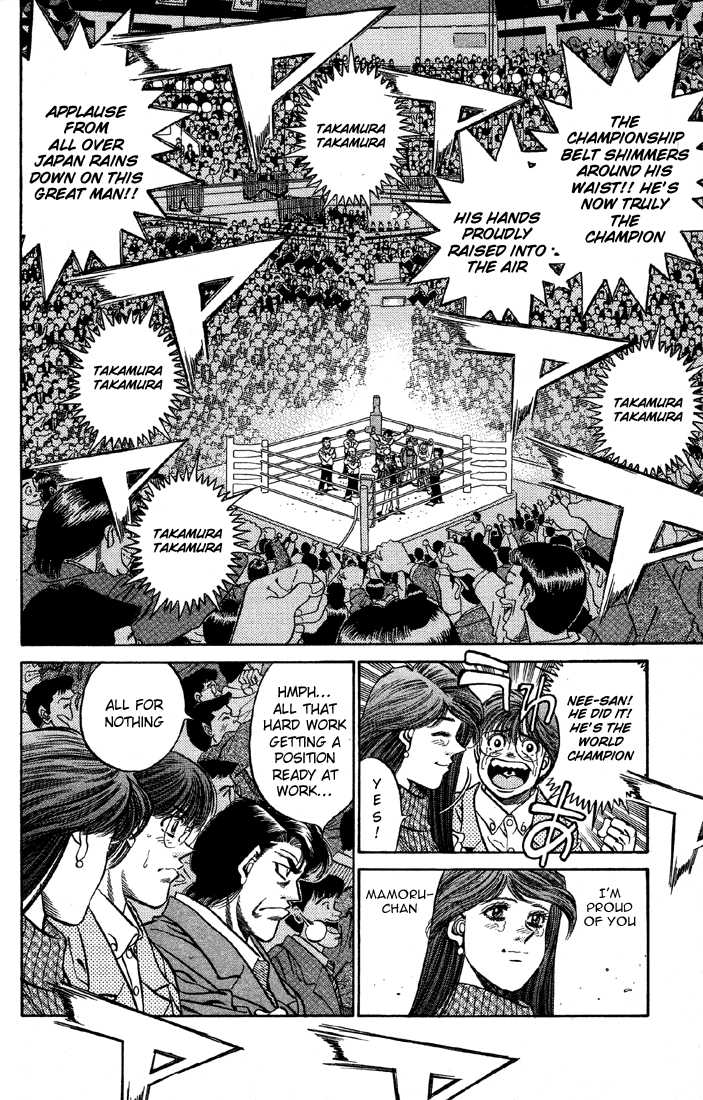 THE
CHAMPIONSHIP
BELT SHIMMERS
AROUND HIS
WAIST!! HE'S
NOW TRULY
THE
CHAMPION
HIS HANDS
PROUDLY
RAISED INTO
THE AIR
TAKAMURA
TAKAMURA
APPLAUSE
FROM
ALL OVER
JAPAN RAINS
DOWN ON THIS
GREAT MAN!!
TAKAMURA
TAKAMURA
TAKAMURA
TAKAMURA
TAKAMURA
TAKAMURA
NEE-SAN!
HE DID IT!
HE'S THE
WORLD
CHAMPION
うわ
あ
YES!
I'M
PROUD
OF YOU
MAMORU-
CHAN
HMPH...
ALL THAT
HARD WORK
GETTING A
POSITION
READY AT
WORK...
ALL FOR
NOTHING